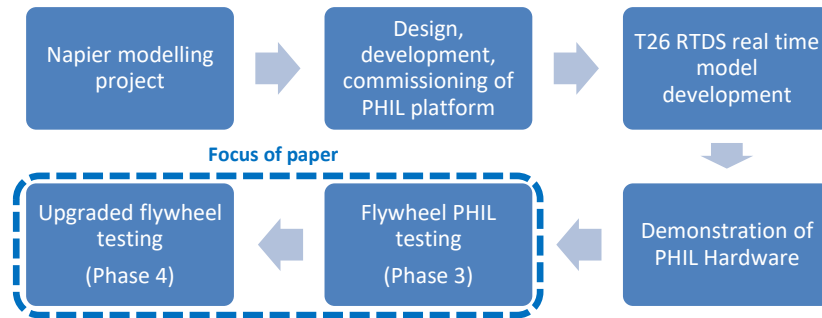 Napier modelling
project
Design,
development,
commissioning of
PHIL platform
T26 RTDS real time
model
development
Focus of paper
Upgraded flywheel
testing
(Phase 4)
Flywheel PHIL
testing
(Phase 3)
Demonstration of
PHIL Hardware